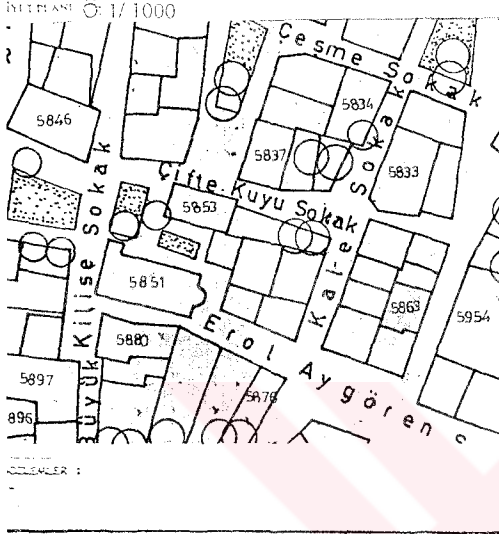 Ö: 1/1000
Çeşme Sokak
5834
5846
5837
5833
Sokak
Kal-e
Çifte Kuyu Sokak
5853
Büyük Kilise Sokak
5851
5863
5954
5880
Erol Aygören
5897
5876
896